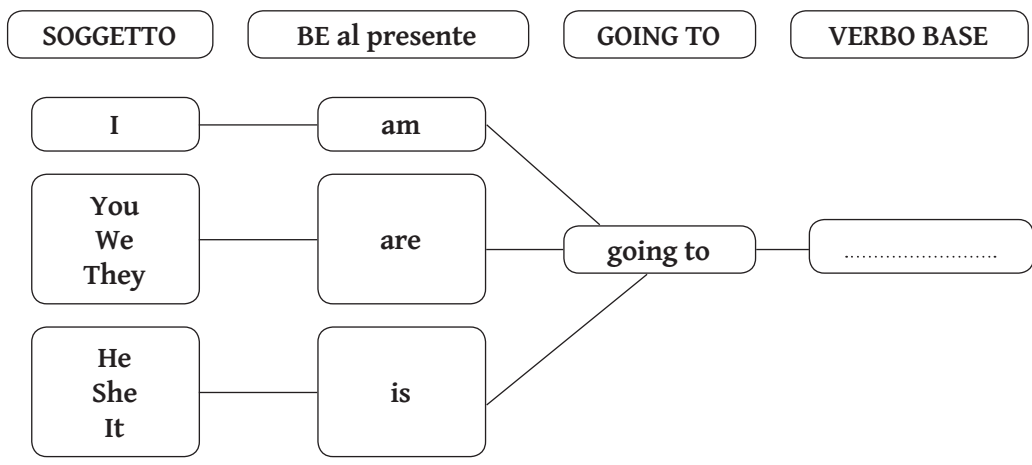 SOGGETTO BE al presente GOING TO VERBO BASE
I am
You
We
They
are
going to ........................
He
She
It
is